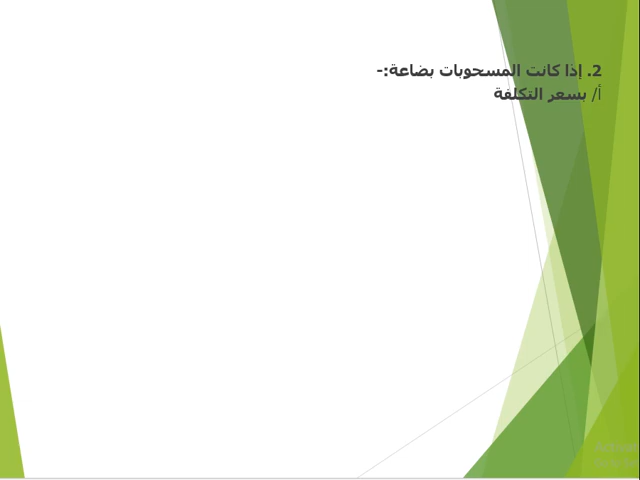 2. إذا كانت المسحوبات بضاعة:-
أ/ بسعر التكلفة